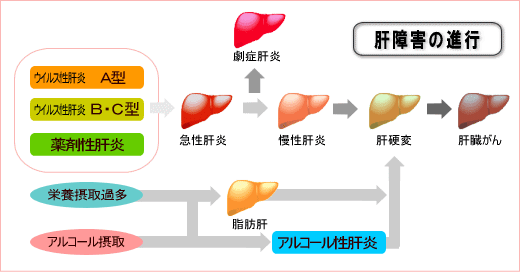 肝障害の進行
劇症肝炎
ウイルス性肝炎 A型
ウイルス性肝炎 B・C型
薬剤性肝炎
急性肝炎
慢性肝炎
肝硬変
肝臓がん
栄養摂取過多
脂肪肝
アルコール摂取
アルコール性肝炎